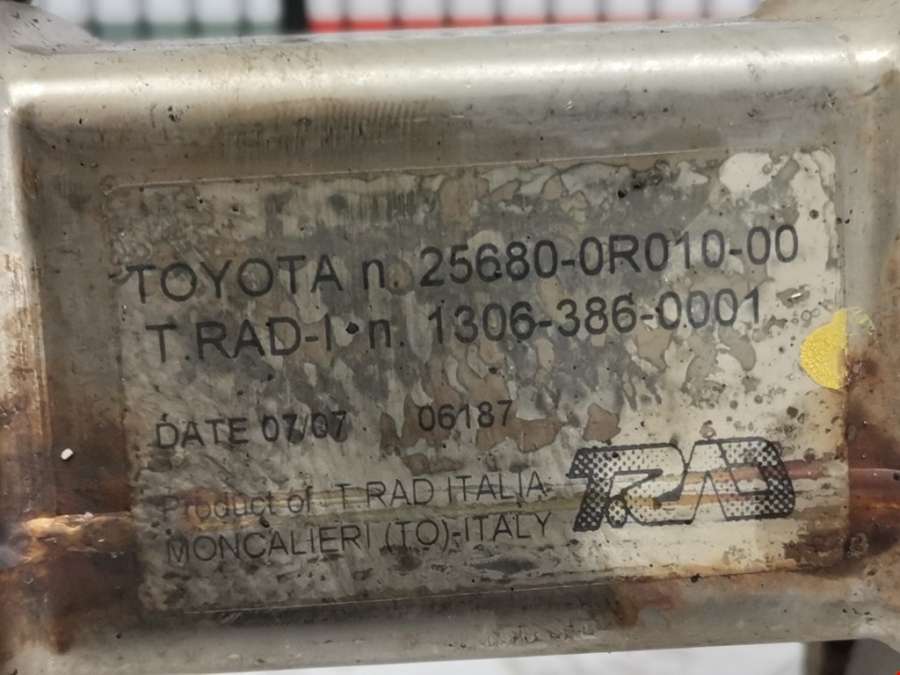 TOYOTA n. 25680-0R010-00
T.RAD-I n. 1306-386-0001
DATE 07/07 06187
Product of T.RAD ITALIA
MONCALIERI (TO)-ITALY
T.RAD